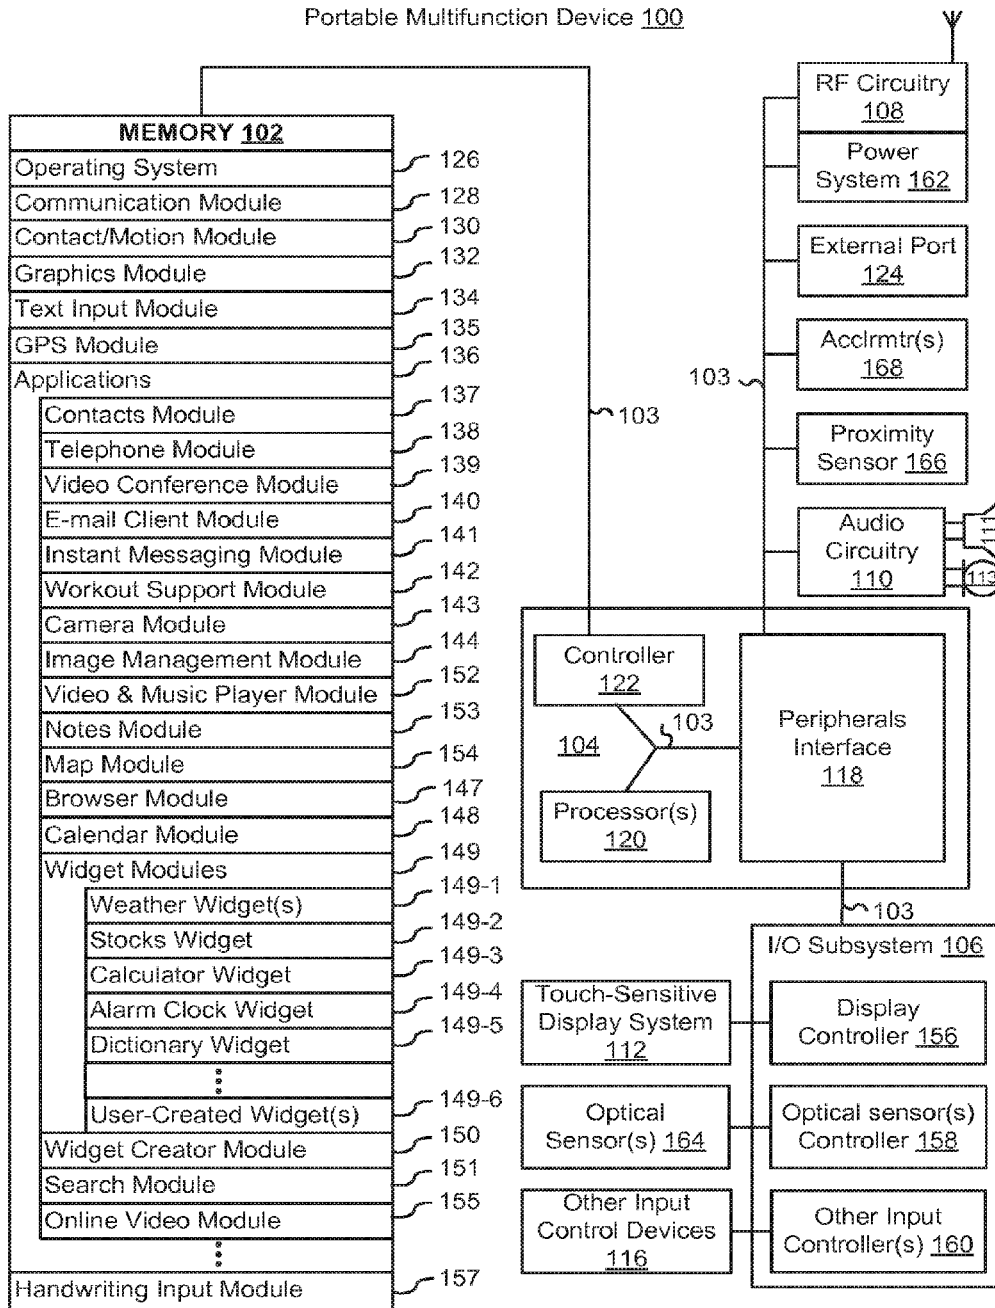 Portable Multifunction Device 100
MEMORY 102
Operating System 126
Communication Module 128
Contact/Motion Module 130
Graphics Module 132
Text Input Module 134
GPS Module 135
Applications 136
Contacts Module 137
Telephone Module 138
Video Conference Module 139
E-mail Client Module 140
Instant Messaging Module 141
Workout Support Module 142
Camera Module 143
Image Management Module 144
Video & Music Player Module 152
Notes Module 153
Map Module 154
Browser Module 147
Calendar Module 148
Widget Modules 149
Weather Widget(s) 149-1
Stocks Widget 149-2
Calculator Widget 149-3
Alarm Clock Widget 149-4
Dictionary Widget 149-5
User-Created Widget(s) 149-6
Widget Creator Module 150
Search Module 151
Online Video Module 155
Handwriting Input Module 157
103
RF Circuitry
108
Power
System 162
External Port
124
Acclrmtr(s)
168
103
Proximity
Sensor 166
Audio
Circuitry
110
111
113
Controller
122
104
103
Processor(s)
120
Peripherals
Interface
118
103
I/O Subsystem 106
Touch-Sensitive
Display System
112
Display
Controller 156
Optical
Sensor(s) 164
Optical sensor(s)
Controller 158
Other Input
Control Devices
116
Other Input
Controller(s) 160